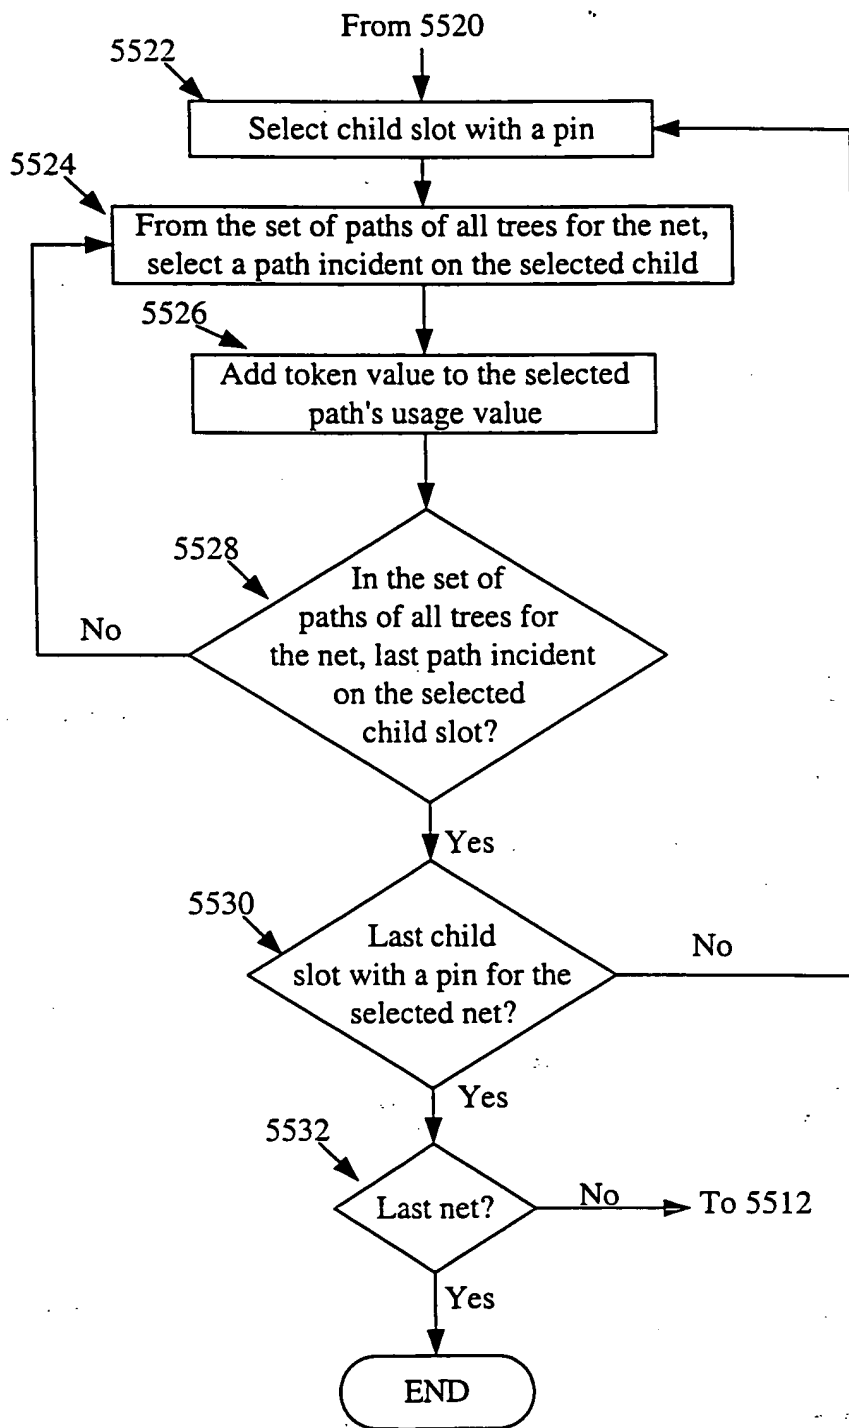 From 5520
5522
Select child slot with a pin
5524
From the set of paths of all trees for the net,
select a path incident on the selected child
5526
Add token value to the selected
path's usage value
5528
In the set of
paths of all trees for
the net, last path incident
on the selected
child slot?
No
Yes
5530
Last child
slot with a pin for the
selected net?
No
Yes
5532
Last net?
No
To 5512
Yes
END